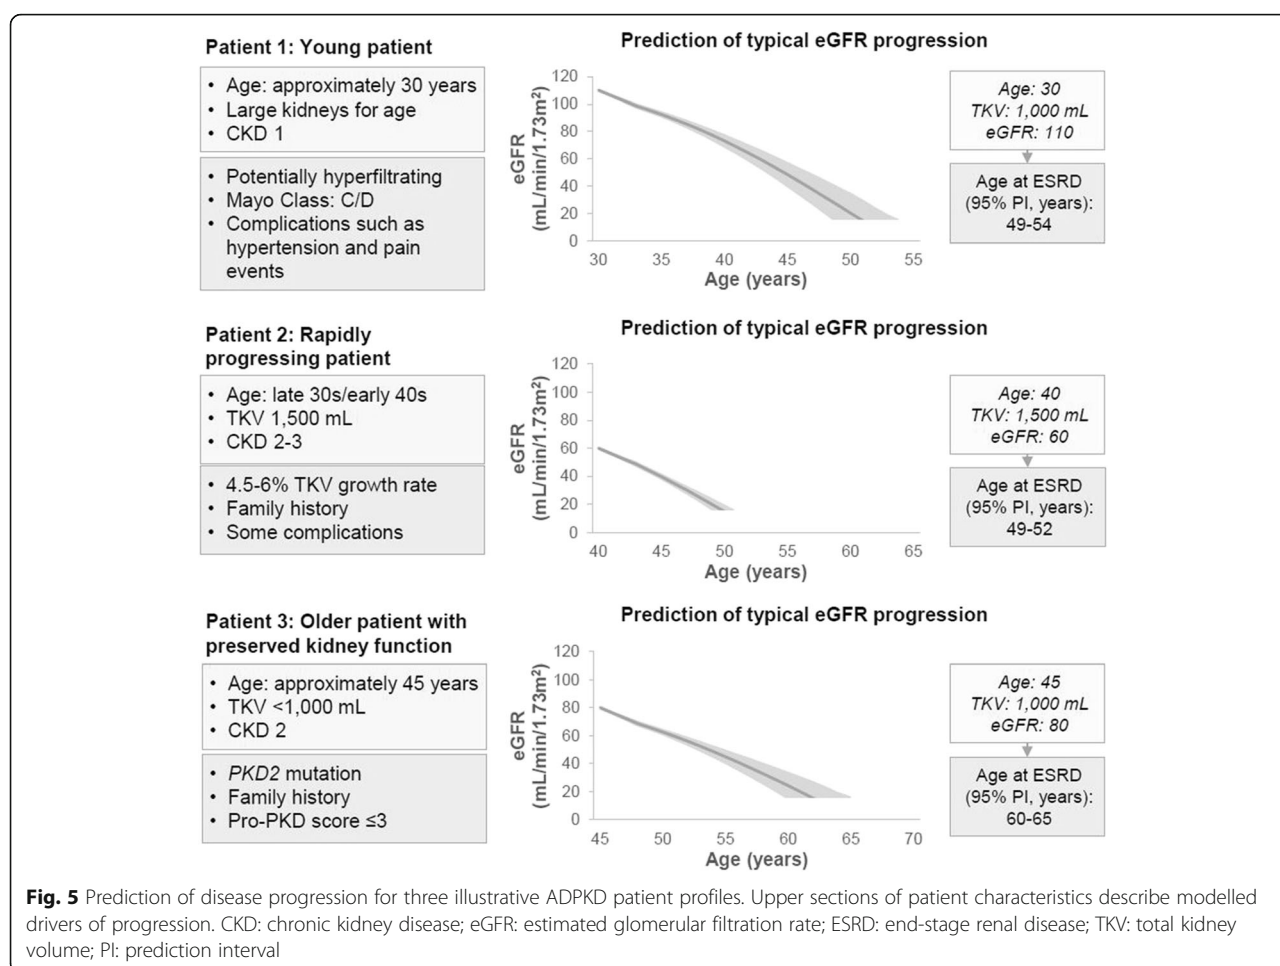 Patient 1: Young patient
• Age: approximately 30 years
• Large kidneys for age
• CKD 1
• Potentially hyperfiltrating
• Mayo Class: C/D
• Complications such as
hypertension and pain
events
Prediction of typical eGFR progression
eGFR
(mL/min/1.73m²)
120
100
80
60
40
20
0
30 35 40 45 50 55
Age (years)
Age: 30
TKV: 1,000 mL
eGFR: 110
Age at ESRD
(95% PI, years):
49-54
Patient 2: Rapidly
progressing patient
• Age: late 30s/early 40s
• TKV 1,500 mL
• CKD 2-3
• 4.5-6% TKV growth rate
• Family history
• Some complications
Prediction of typical eGFR progression
eGFR
(mL/min/1.73m²)
120
100
80
60
40
20
0
40 45 50 55 60 65
Age (years)
Age: 40
TKV: 1,500 mL
eGFR: 60
Age at ESRD
(95% PI, years):
49-52
Patient 3: Older patient with
preserved kidney function
• Age: approximately 45 years
• TKV <1,000 mL
• CKD 2
• PKD2 mutation
• Family history
• Pro-PKD score ≤3
Prediction of typical eGFR progression
eGFR
(mL/min/1.73m²)
120
100
80
60
40
20
0
45 50 55 60 65 70
Age (years)
Age: 45
TKV: 1,000 mL
eGFR: 80
Age at ESRD
(95% PI, years):
60-65
Fig. 5 Prediction of disease progression for three illustrative ADPKD patient profiles. Upper sections of patient characteristics describe modelled
drivers of progression. CKD: chronic kidney disease; eGFR: estimated glomerular filtration rate; ESRD: end-stage renal disease; TKV: total kidney
volume; PI: prediction interval